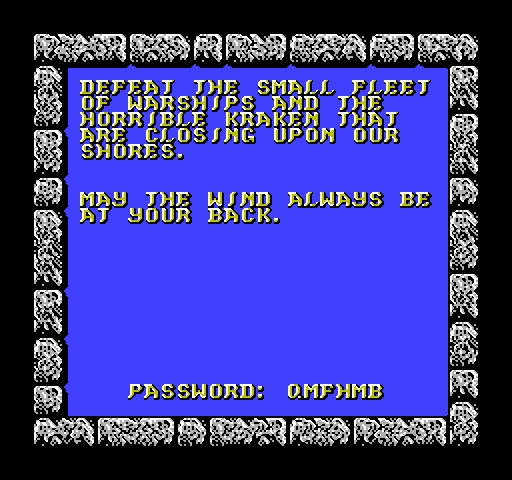 DEFEAT THE SMALL FLEET
OF WARSHIPS AND THE
HORRIBLE KRAKEN THAT
ARE CLOSING UPON OUR
SHORES.
MAY THE WIND ALWAYS BE
AT YOUR BACK.
PASSWORD: QMFHMB